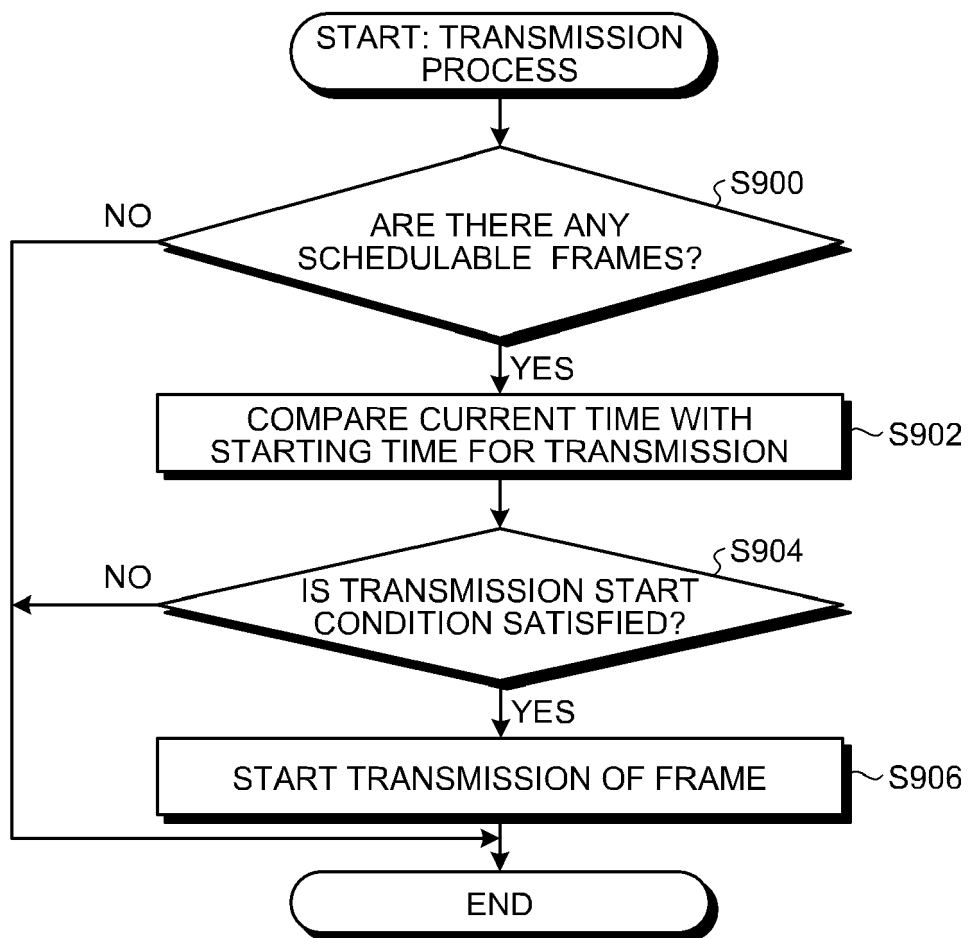 START: TRANSMISSION
PROCESS
S900
NO
ARE THERE ANY
SCHEDULABLE FRAMES?
YES
COMPARE CURRENT TIME WITH
STARTING TIME FOR TRANSMISSION
S902
S904
NO
IS TRANSMISSION START
CONDITION SATISFIED?
YES
START TRANSMISSION OF FRAME
S906
END